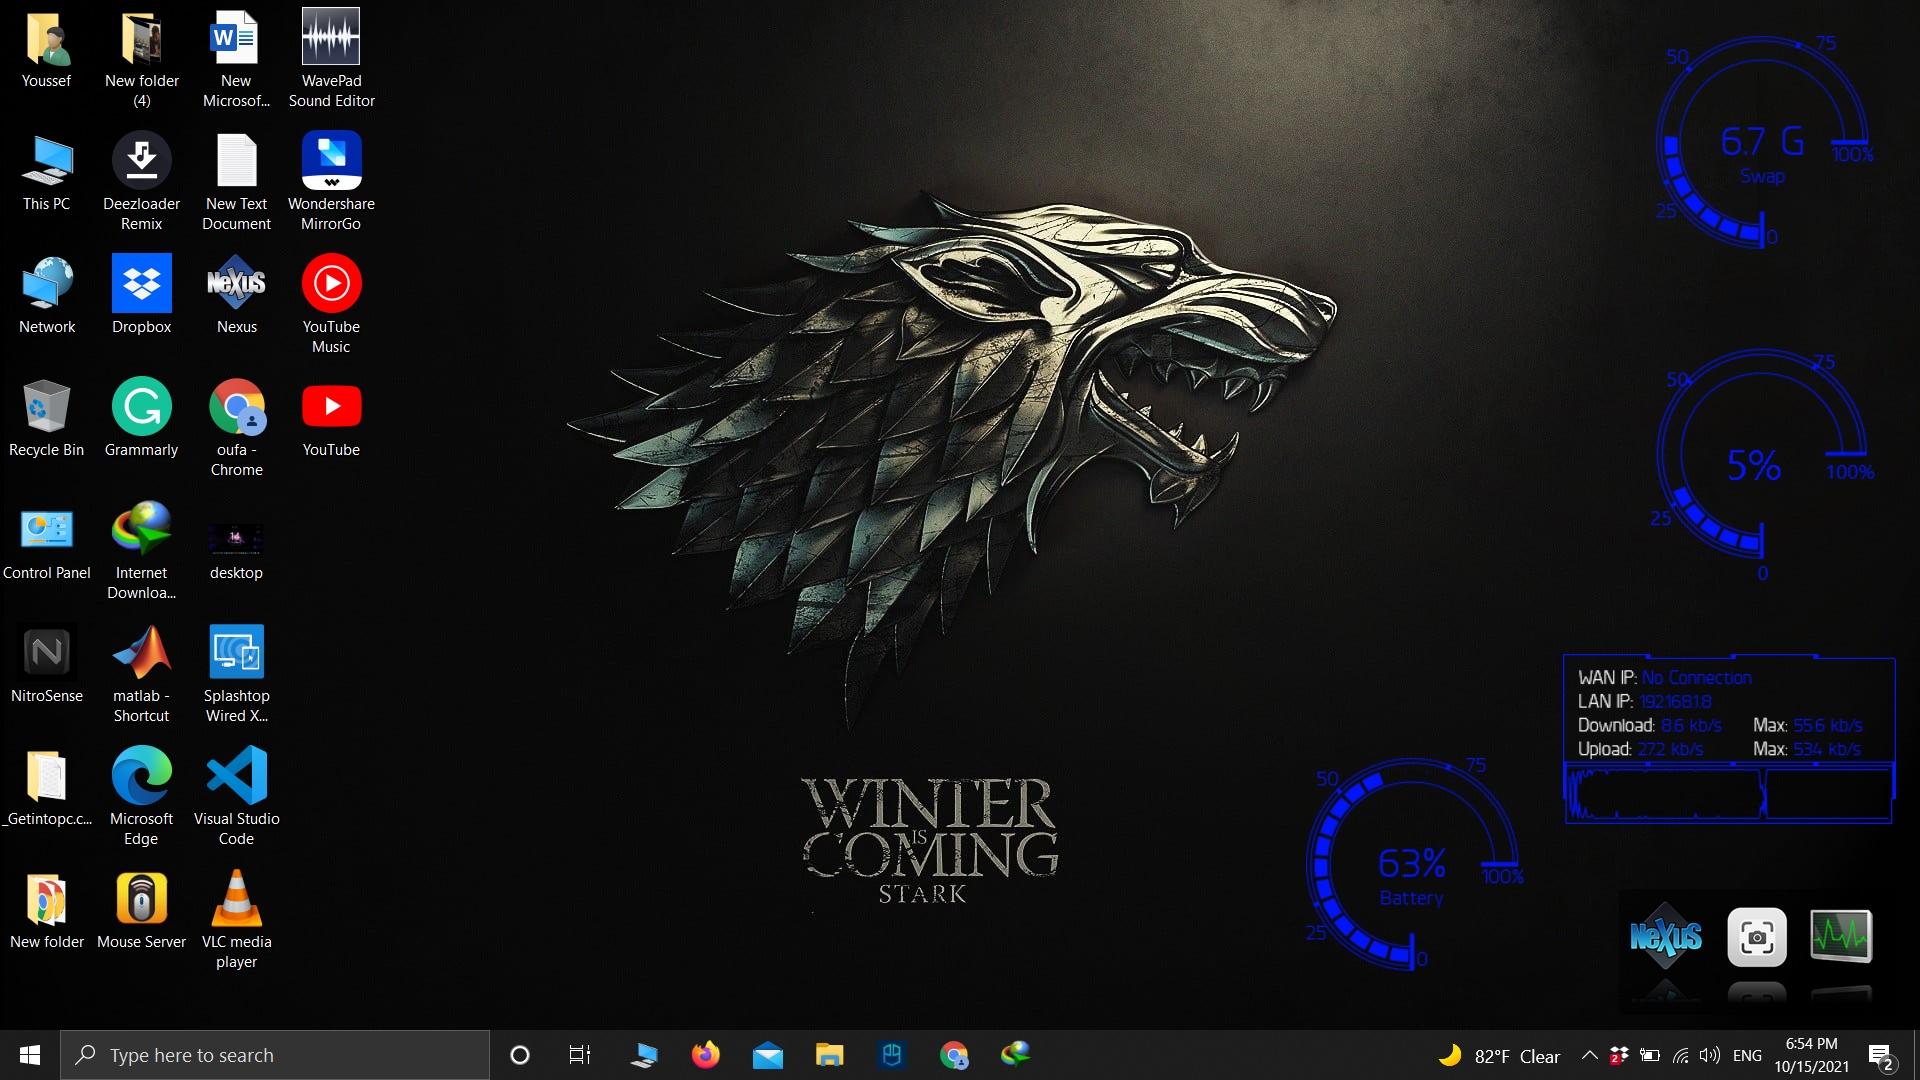 Youssef
New folder
(4)
New
Microsof...
WavePad
Sound Editor
This PC
Deezloader
Remix
New Text
Document
Wondershare
MirrorGo
Network
Dropbox
NeXuS
Nexus
YouTube
Music
Recycle Bin
Grammarly
oufa -
Chrome
YouTube
Control Panel
Internet
Downloa...
desktop
NitroSense
matlab -
Shortcut
Splashtop
Wired X...
_Getintopc.c...
Microsoft
Edge
Visual Studio
Code
New folder
Mouse Server
VLC media
player
WINTER
IS
COMING
STARK
50
75
6.7 G
100%
Swap
25
0
50
75
5%
100%
25
0
WAN IP: No Connection
LAN IP: 192.168.1.8
Download: 8.6 kb/s Max: 55.6 kb/s
Upload: 27.2 kb/s Max: 53.4 kb/s
50
75
63%
100%
Battery
25
0
NeXuS
Type here to search
82°F Clear
2
ENG
6:54 PM
10/15/2021
2